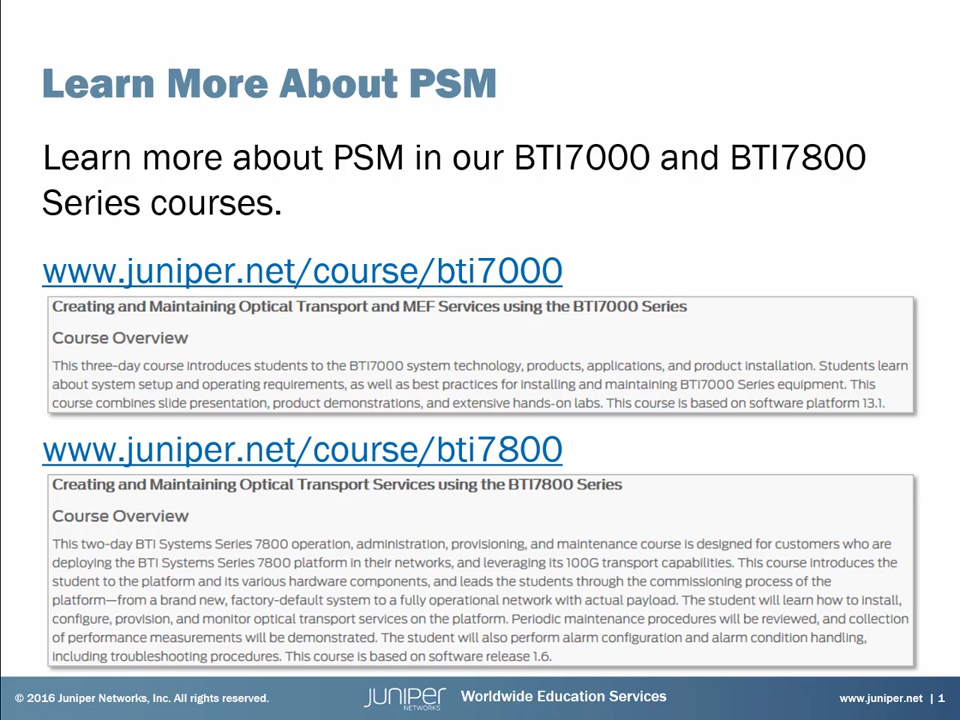 Learn More About PSM
Learn more about PSM in our BTI7000 and BTI7800
Series courses.
www.juniper.net/course/bti7000
Creating and Maintaining Optical Transport and MEF Services using the BTI7000 Series
Course Overview
This three-day course introduces students to the BTI7000 system technology, products, applications, and product installation. Students learn
about system setup and operating requirements, as well as best practices for installing and maintaining BTI7000 Series equipment. This
course combines slide presentation, product demonstrations, and extensive hands-on labs. This course is based on software platform 13.1.
www.juniper.net/course/bti7800
Creating and Maintaining Optical Transport Services using the BTI7800 Series
Course Overview
This two-day BTI Systems Series 7800 operation, administration, provisioning, and maintenance course is designed for customers who are
deploying the BTI Systems Series 7800 platform in their networks, and leveraging its 100G transport capabilities. This course introduces the
student to the platform and its various hardware components, and leads the students through the commissioning process of the
platform—from a brand new, factory-default system to a fully operational network with actual payload. The student will learn how to install,
configure, provision, and monitor optical transport services on the platform. Periodic maintenance procedures will be reviewed, and collection
of performance measurements will be demonstrated. The student will also perform alarm configuration and alarm condition handling,
including troubleshooting procedures. This course is based on software release 1.6.
© 2016 Juniper Networks, Inc. All rights reserved.
JUNIPER
NETWORKS
Worldwide Education Services
www.juniper.net | 1